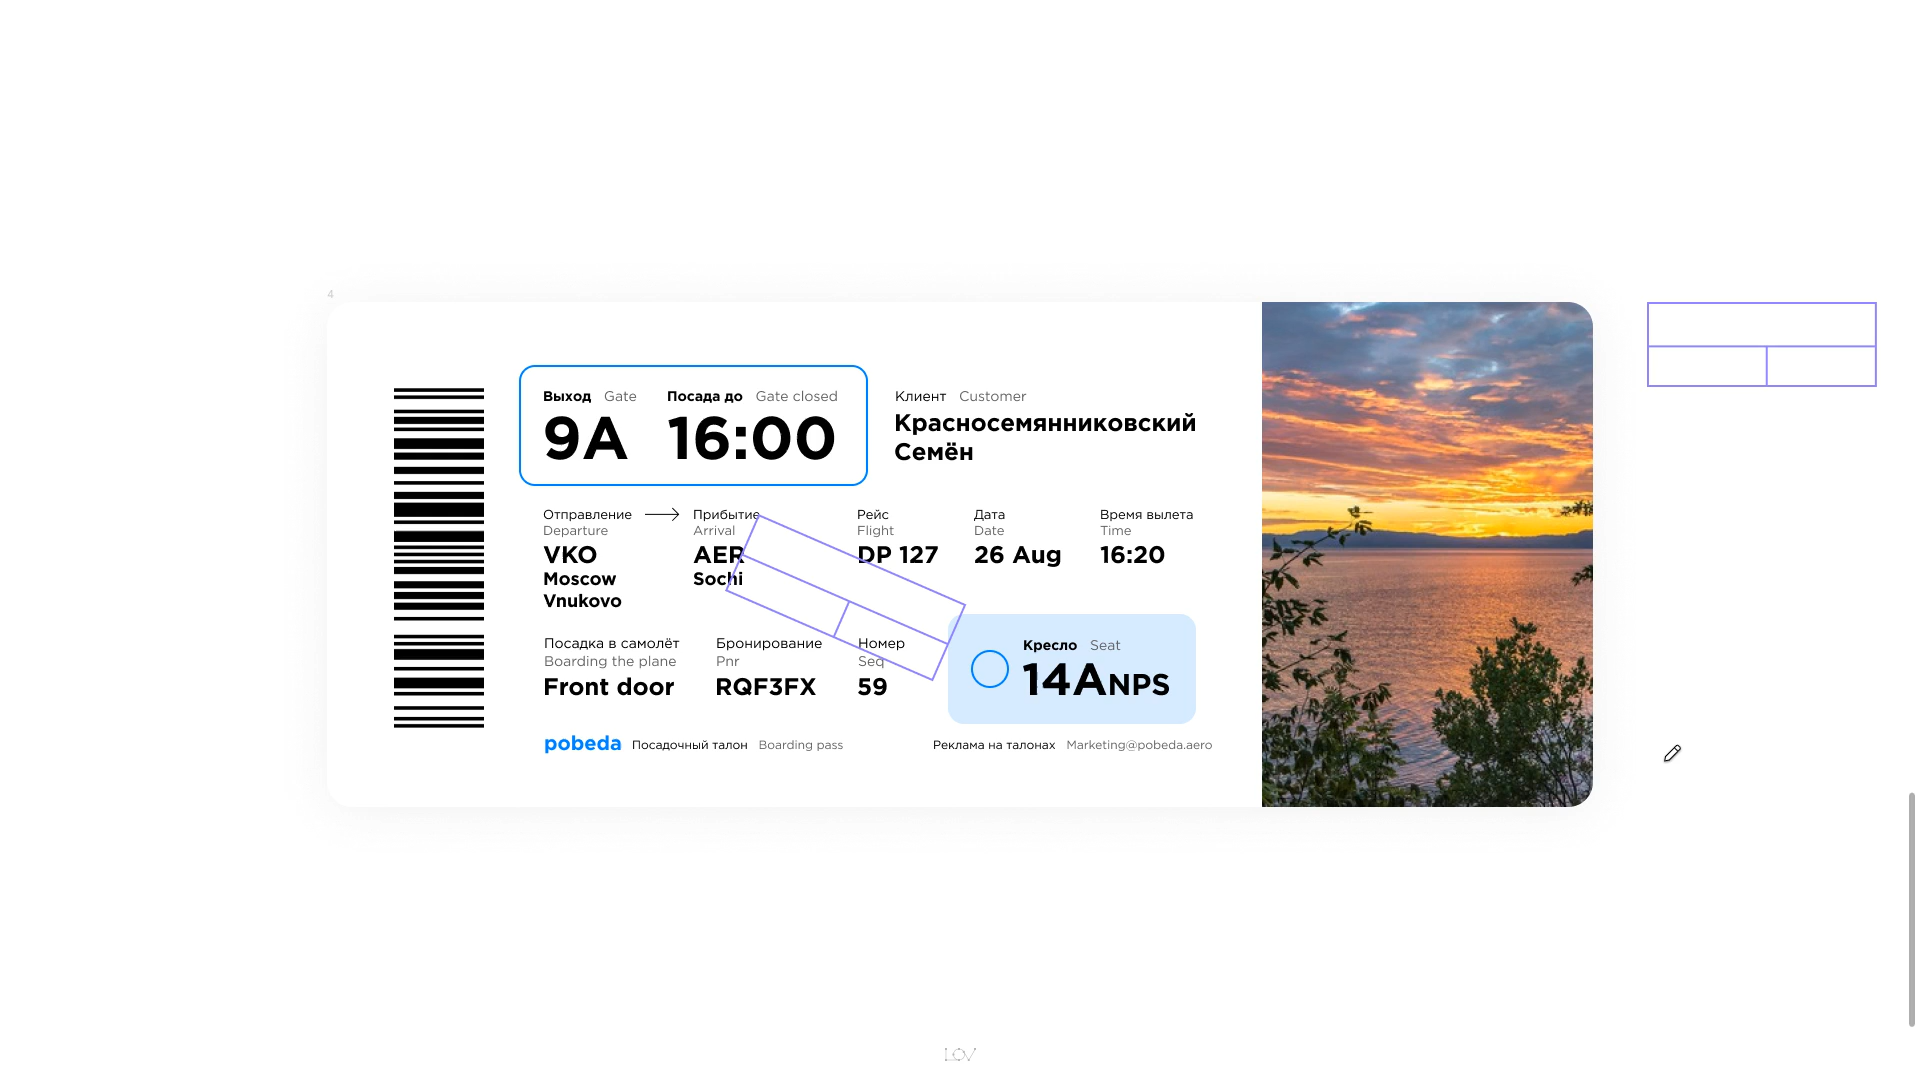 4
Выход Gate Посада до Gate closed
9A 16:00
Клиент Customer
Красносемянниковский
Семён
Отправление Прибытие Рейс Дата Время вылета
Departure Arrival Flight Date Time
VKO AER DP 127 26 Aug 16:20
Moscow Sochi
Vnukovo
Посадка в самолёт Бронирование Номер
Boarding the plane Pnr Seq
Front door RQF3FX 59
Кресло Seat
14ANPS
pobeda Посадочный талон Boarding pass Реклама на талонах Marketing@pobeda.aero
LOV